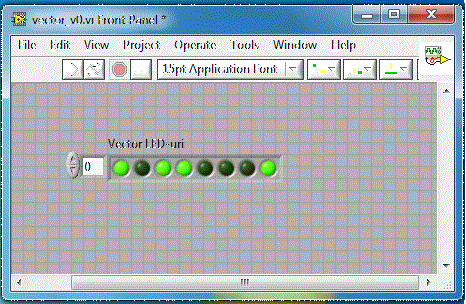 vector_v0.vi Front Panel *
File Edit View Project Operate Tools Window Help
15pt Application Font
Vector LED-uri
0